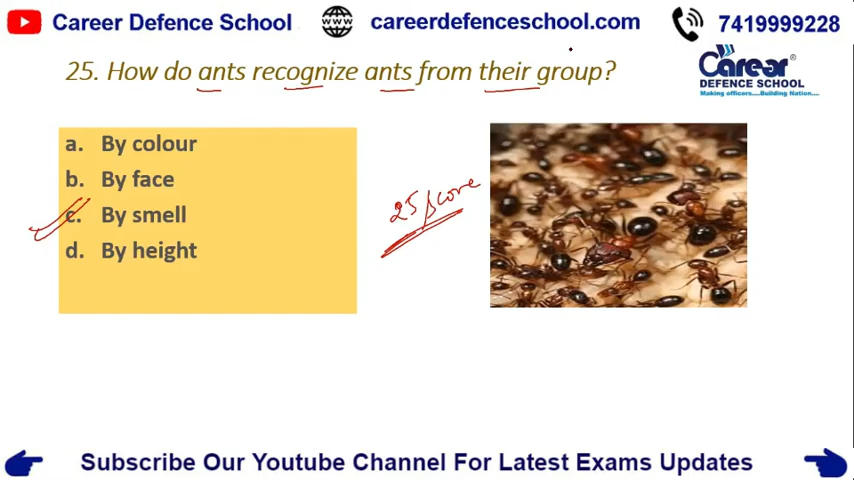 Career Defence School
careerdefenceschool.com
7419999228
25. How do ants recognize ants from their group?
Career
DEFENCE SCHOOL
Making officers....Building Nation....
a. By colour
b. By face
c. By smell
d. By height
25 score
Subscribe Our Youtube Channel For Latest Exams Updates